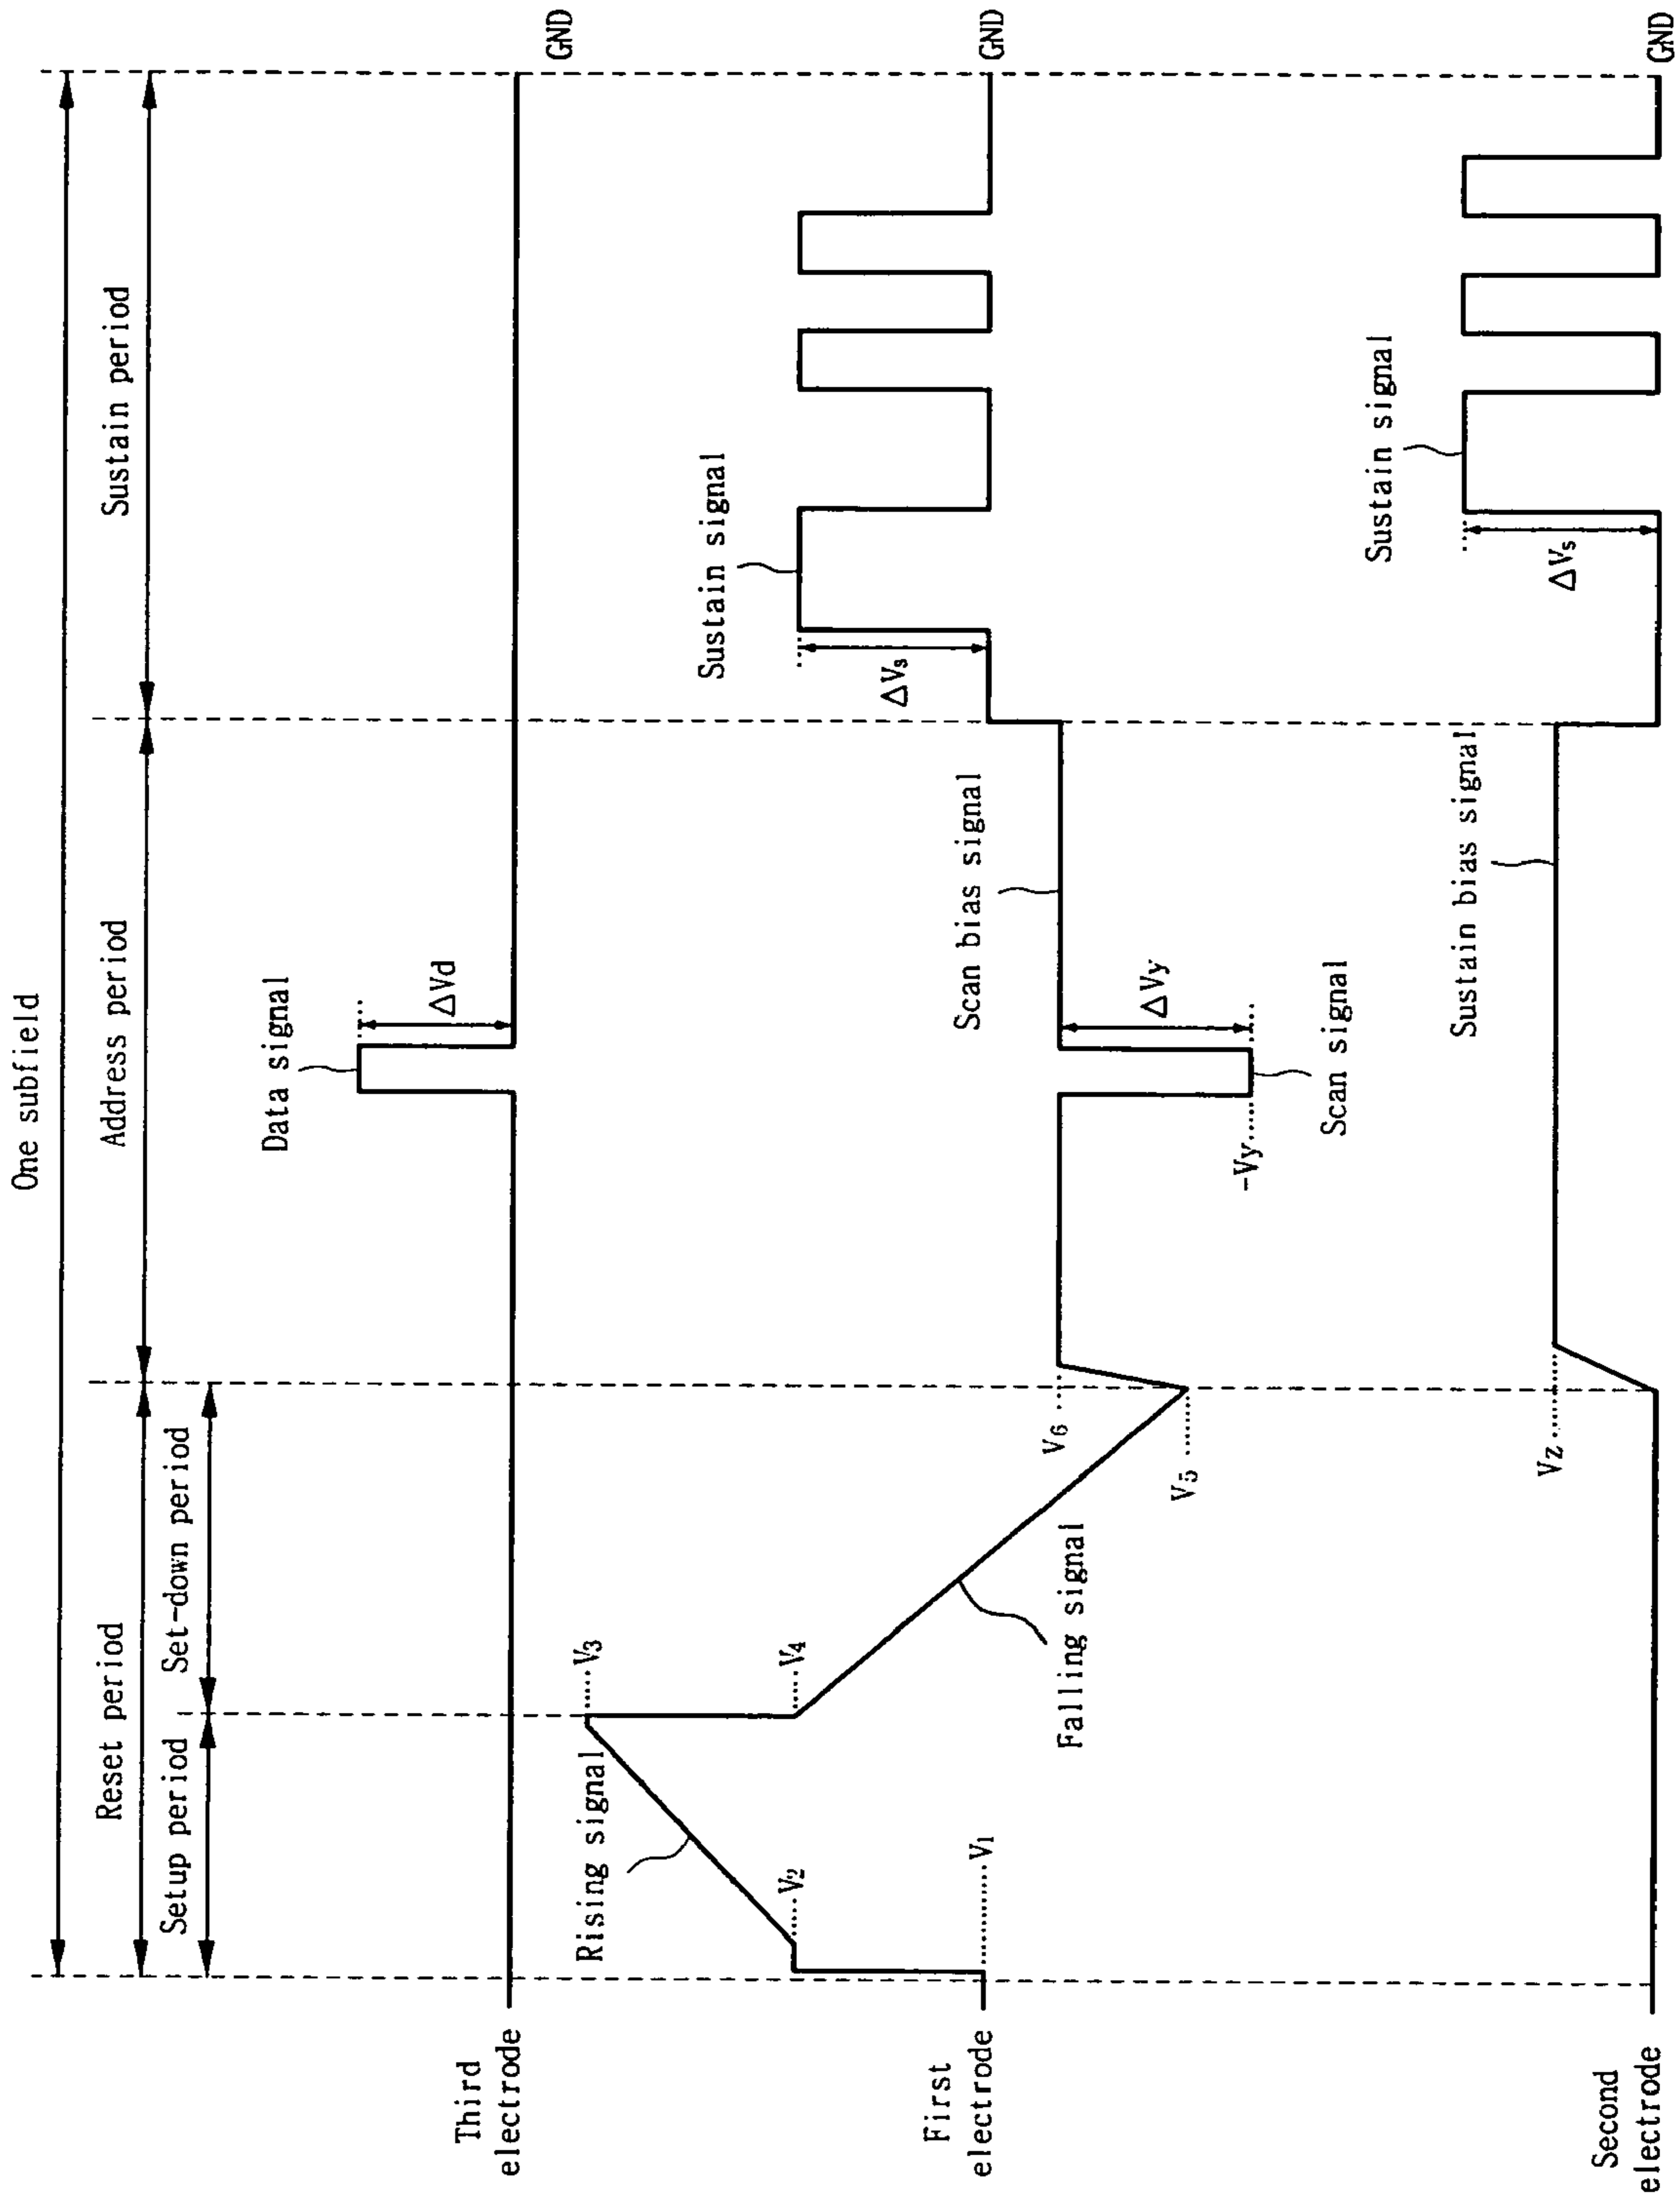 One subfield
Reset period
Address period
Sustain period
Setup period
Set-down period
Third
electrode
Data signal
ΔVd
GND
First
electrode
Rising signal
V1
V2
V3
V4
Falling signal
V5
V6
Scan bias signal
ΔVy
-Vy
Scan signal
Sustain signal
ΔVs
GND
Second
electrode
Vz
Sustain bias signal
Sustain signal
ΔVs
GND